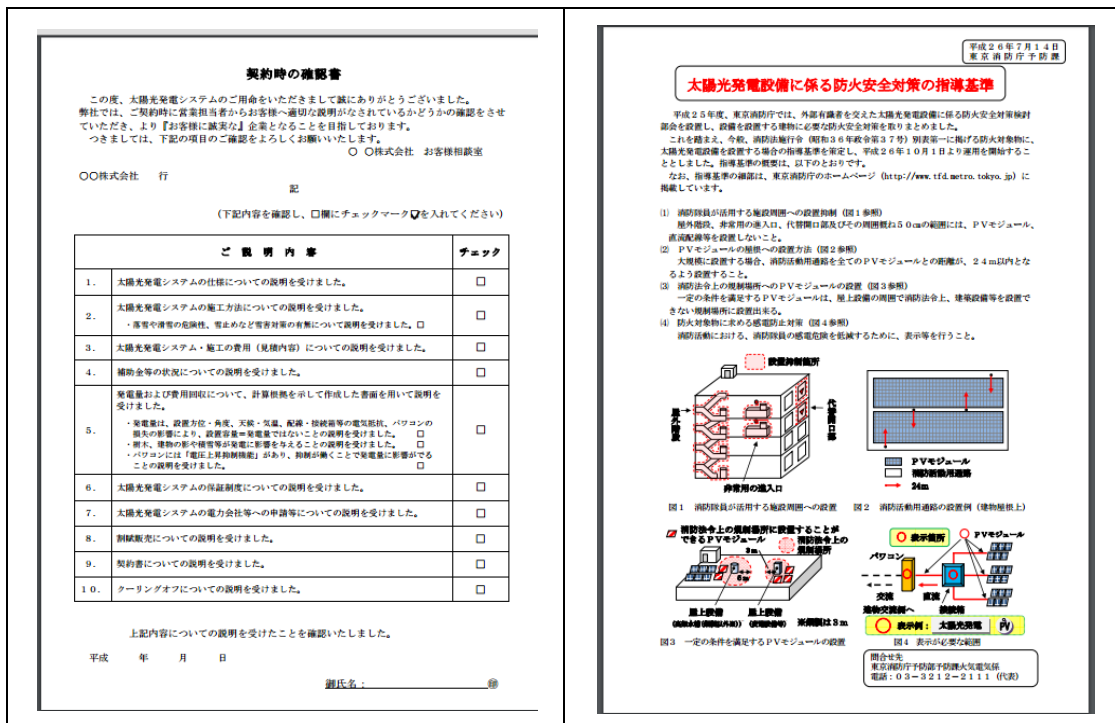 契約時の確認書
この度、太陽光発電システムのご用命をいただきまして誠にありがとうございました。
弊社では、ご契約時に営業担当者からお客様へ適切な説明がなされているかどうかの確認をさせ
ていただき、より『お客様に誠実な』企業となることを目指しております。
つきましては、下記の項目のご確認をよろしくお願いいたします。
○ ○株式会社 お客様相談室
○○株式会社 行
記
(下記内容を確認し、□欄にチェックマーク☑を入れてください)
ご 説 明 内 容 チェック
1. 太陽光発電システムの仕様についての説明を受けました。 □
2. 太陽光発電システムの施工方法についての説明を受けました。 □
・落雪や滑雪の危険性、雪止めなど雪害対策の有無について説明を受けました。□
3. 太陽光発電システム・施工の費用(見積内容)についての説明を受けました。 □
4. 補助金等の状況についての説明を受けました。 □
5. 発電量および費用回収について、計算根拠を示して作成した書面を用いて説明を
受けました。 □
・発電量は、設置方位・角度、天候・気温、配線・接続箱等の電気抵抗、パワコンの
損失の影響により、設置容量=発電量ではないことの説明を受けました。 □
・樹木、建物の影や積雪等が発電に影響を与えることの説明を受けました。 □
・パワコンには「電圧上昇抑制機能」があり、抑制が働くことで発電量に影響がでる
ことの説明を受けました。 □
6. 太陽光発電システムの保証制度についての説明を受けました。 □
7. 太陽光発電システムの電力会社等への申請等についての説明を受けました。 □
8. 割賦販売についての説明を受けました。 □
9. 契約書についての説明を受けました。 □
10. クーリングオフについての説明を受けました。 □
上記内容についての説明を受けたことを確認いたしました。
平成 年 月 日
御氏名: ㊞
平成26年7月14日
東京消防庁予防課
太陽光発電設備に係る防火安全対策の指導基準
平成25年度、東京消防庁では、外部有識者を交えた太陽光発電設備に係る防火安全対策検討
部会を設置し、設備を設置する建物に必要な防火安全対策を取りまとめました。
これを踏まえ、今般、消防法施行令(昭和36年政令第37号)別表第一に掲げる防火対象物に、
太陽光発電設備を設置する場合の指導基準を策定し、平成26年10月1日より運用を開始するこ
ととしました。指導基準の概要は、以下のとおりです。
なお、指導基準の細部は、東京消防庁のホームページ(http://www.tfd.metro.tokyo.jp)に
掲載しています。
⑴ 消防隊員が活用する施設周囲への設置抑制(図1参照)
屋外階段、非常用の進入口、代替開口部及びその周囲概ね50cmの範囲には、PVモジュール、
直流配線等を設置しないこと。
⑵ PVモジュールの屋根への設置方法(図2参照)
大規模に設置する場合、消防活動用通路を全てのPVモジュールとの距離が、24m以内とな
るよう設置すること。
⑶ 消防法令上の規制場所へのPVモジュールの設置(図3参照)
一定の条件を満足するPVモジュールは、屋上設備の周囲で消防法令上、建築設備等を設置で
きない規制場所に設置出来る。
⑷ 防火対象物に求める感電防止対策(図4参照)
消防活動における、消防隊員の感電危険を低減するために、表示等を行うこと。
設置抑制箇所
屋外階段
代替開口部
非常用の進入口
PVモジュール
消防活動用通路
24m
図1 消防隊員が活用する施設周囲への設置
図2 消防活動用通路の設置例(建物屋根上)
消防法令上の規制場所に設置することが
できるPVモジュール
消防法令上の
規制場所
3m
6m
屋上設備
屋上設備
※側面は3m
図3 一定の条件を満足するPVモジュールの設置
表示箇所
PVモジュール
パワコン
交流
直流
建物交流側へ
接続箱
表示例: 太陽光発電 PV
図4 表示が必要な範囲
問合せ先
東京消防庁予防部予防課火気電気係
電話:03-3212-2111(代表)